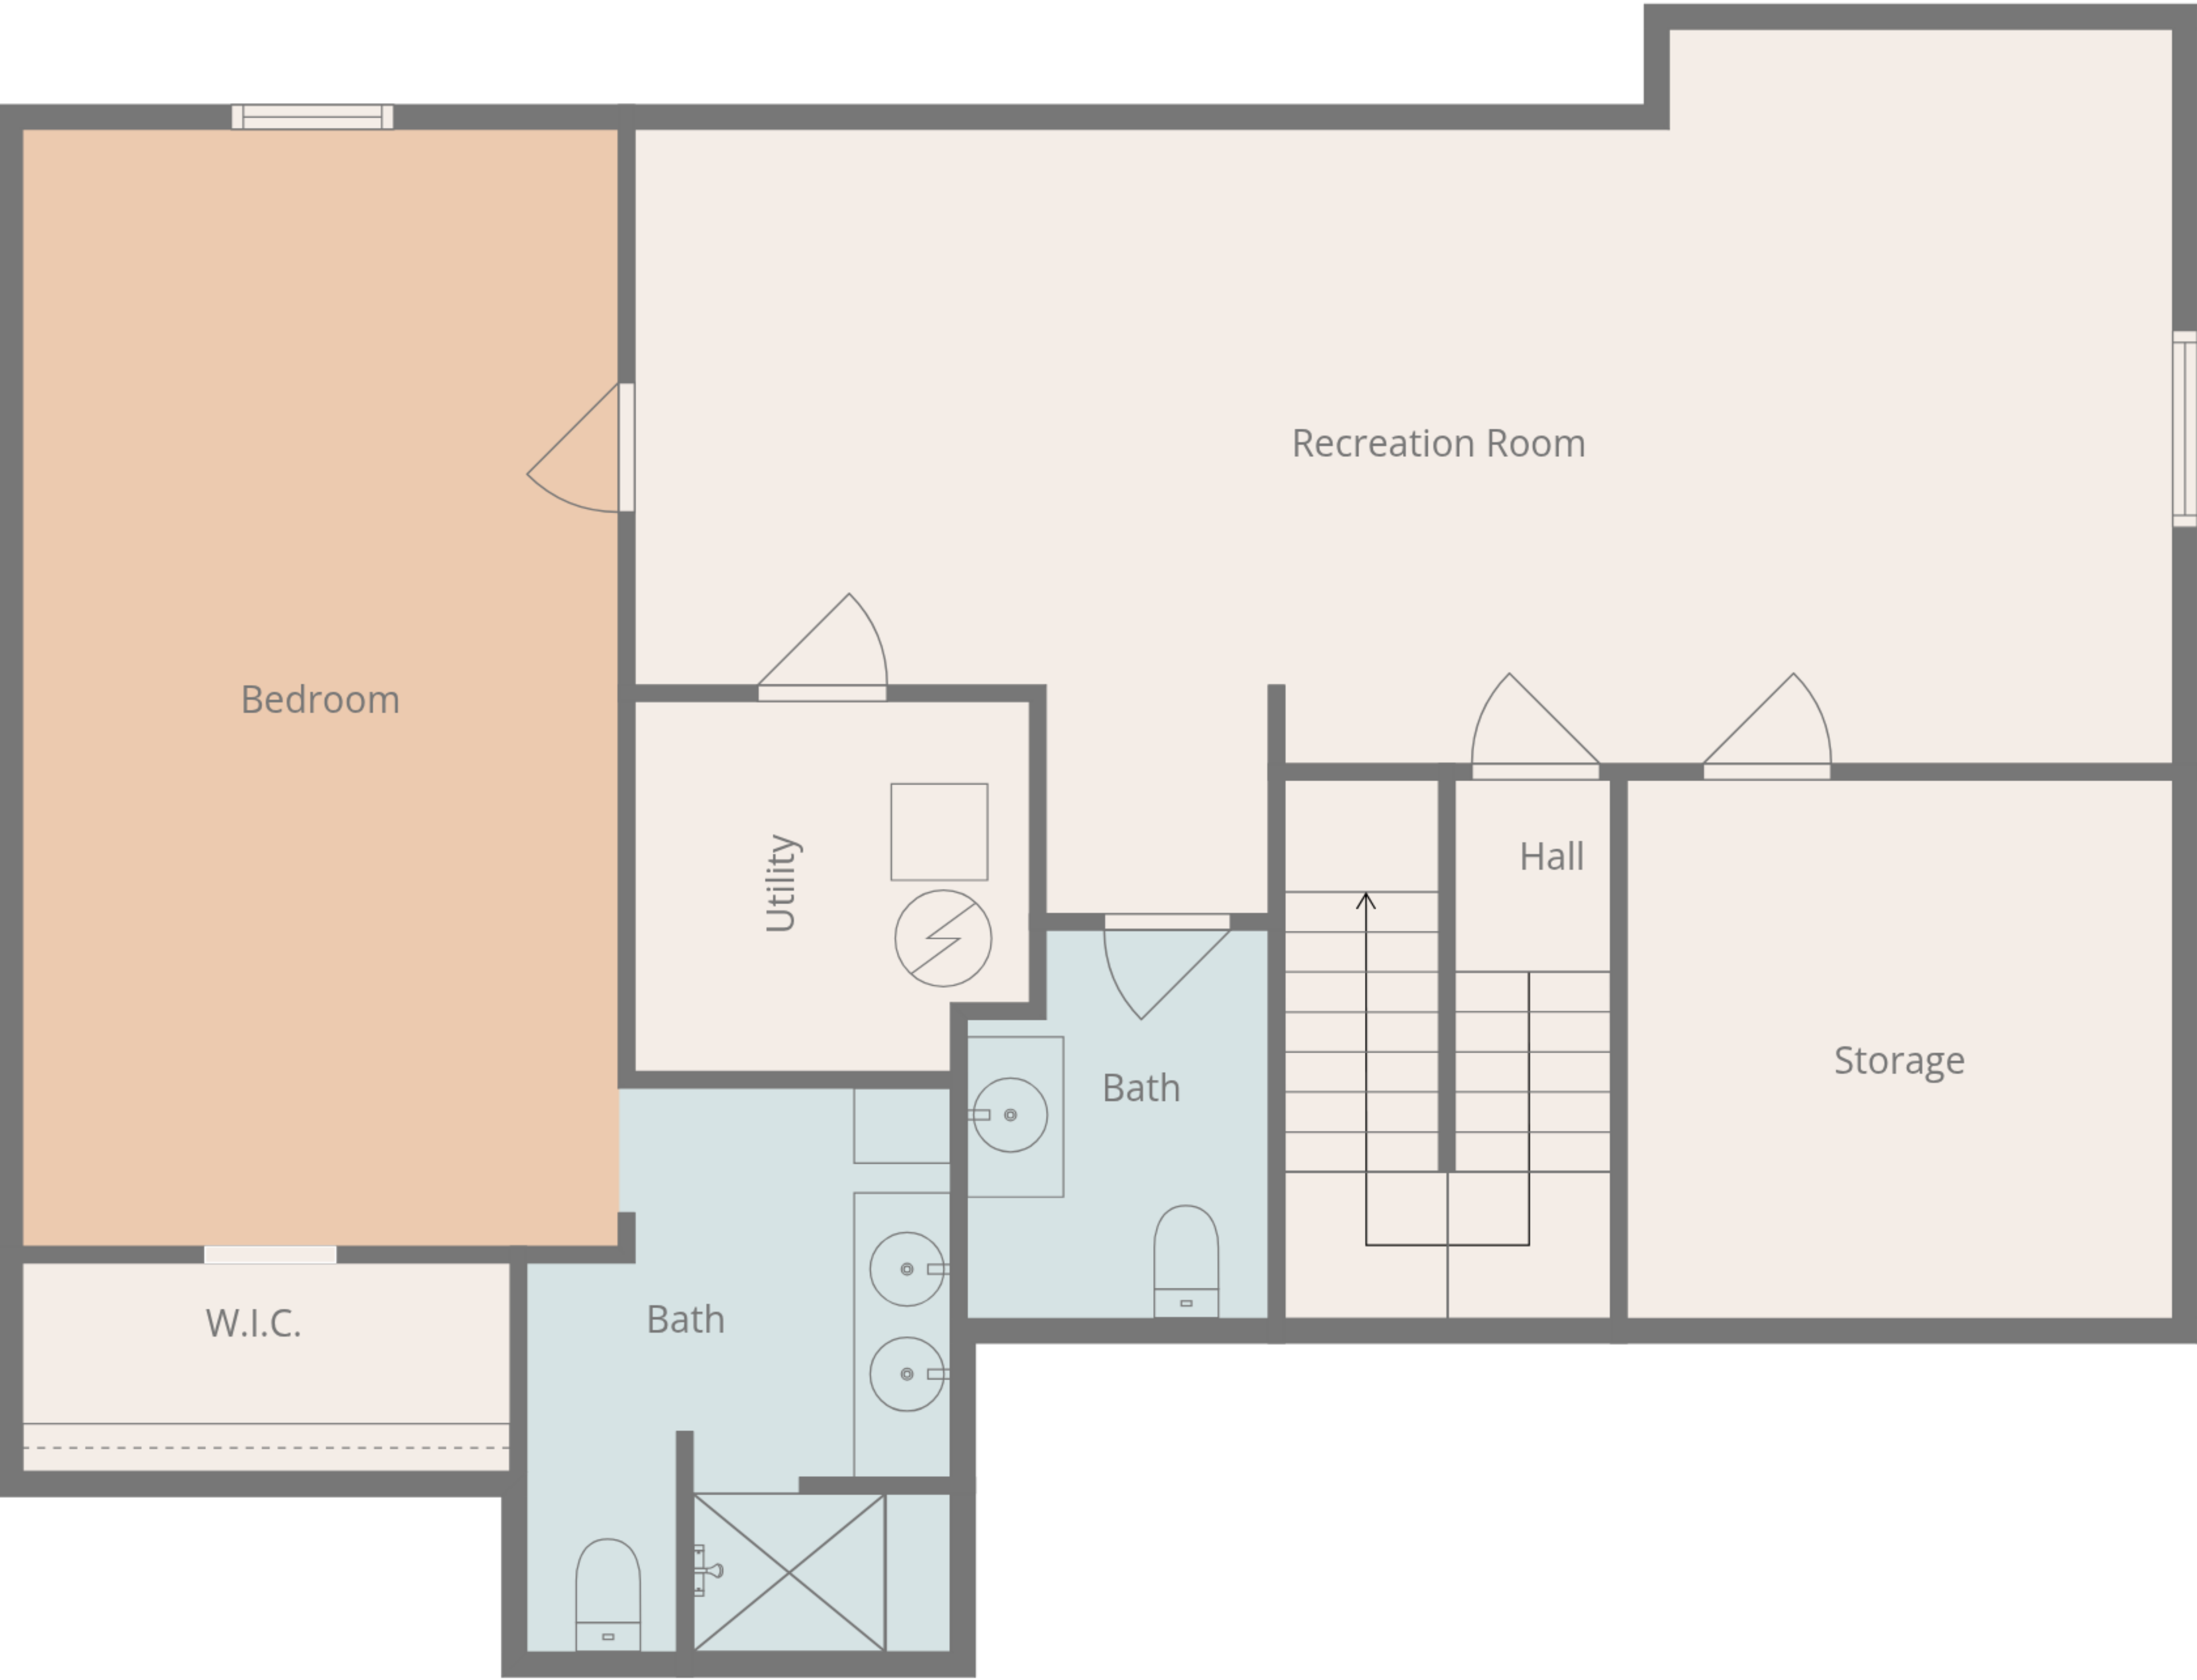 Recreation Room
Bedroom
Utility
Hall
Storage
Bath
W.I.C.
Bath